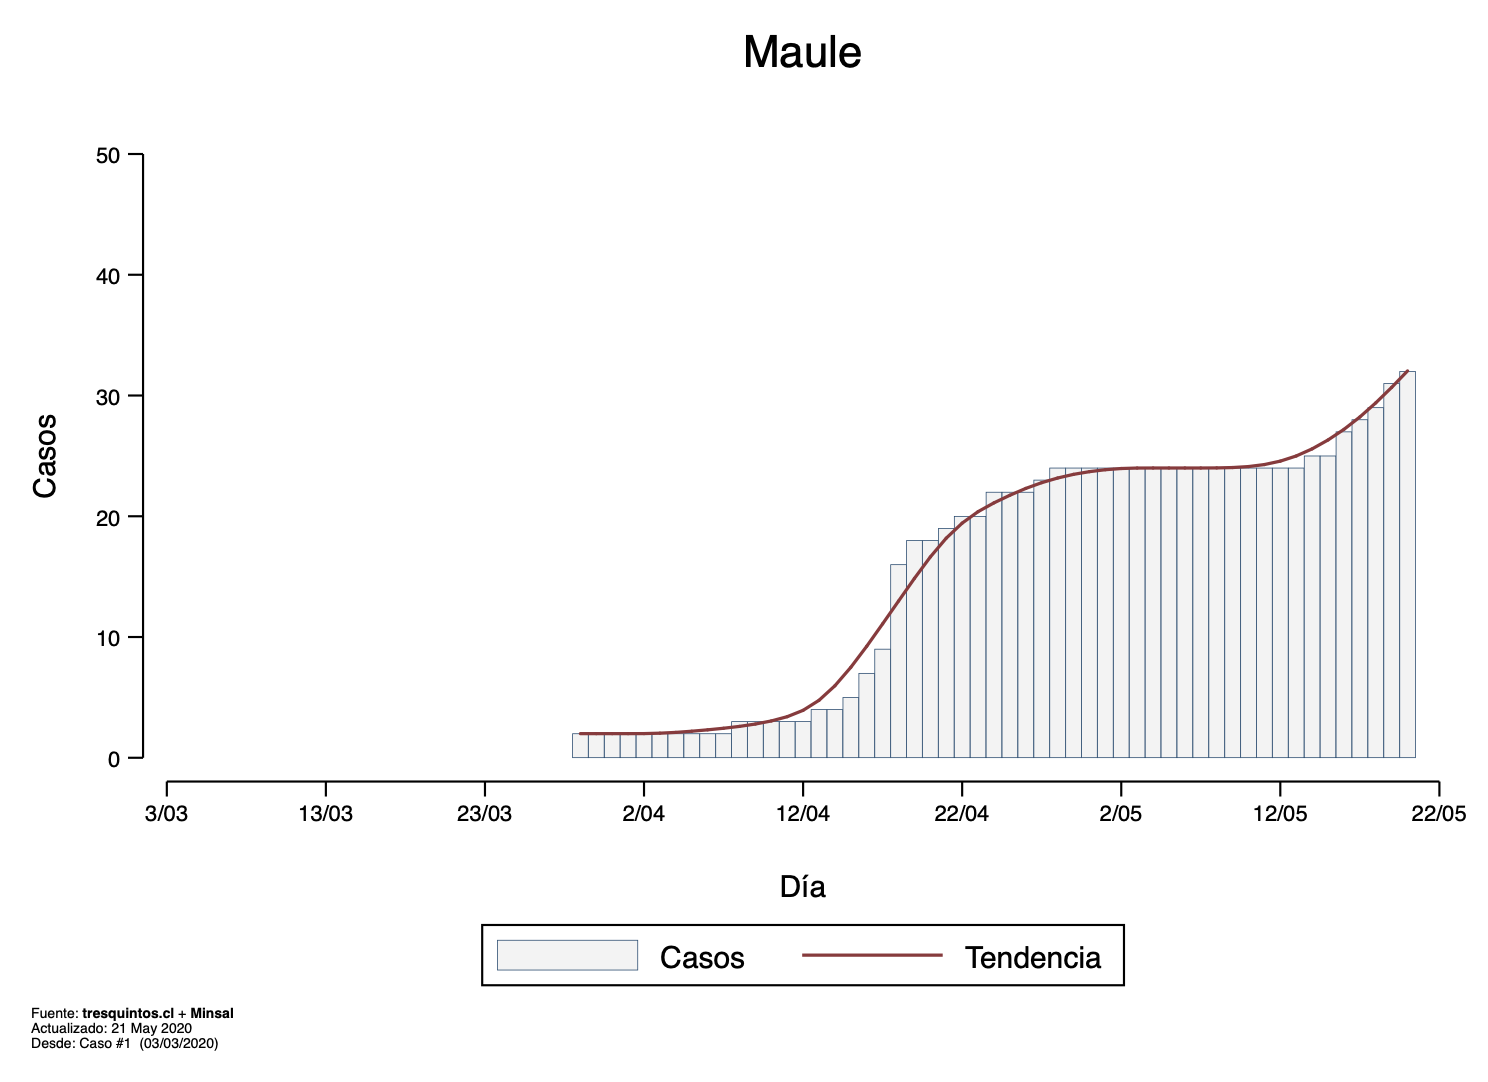 Maule
50
40
30
20
10
0
Casos
3/03 13/03 23/03 2/04 12/04 22/04 2/05 12/05 22/05
Día
Casos Tendencia
Fuente: tresquintos.cl + Minsal
Actualizado: 21 May 2020
Desde: Caso #1 (03/03/2020)